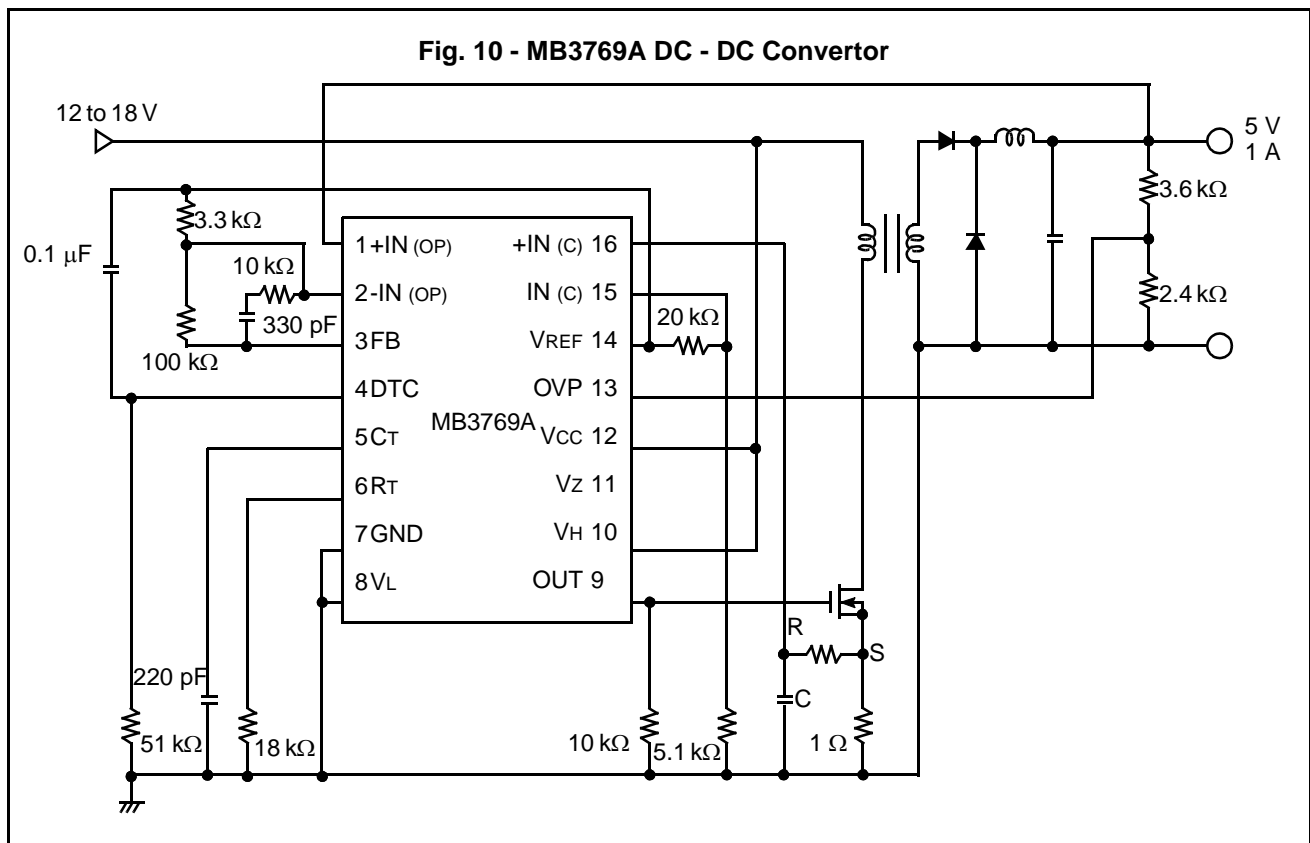 Fig. 10 - MB3769A DC - DC Convertor
12 to 18 V
5 V
1 A
3.6 kΩ
2.4 kΩ
3.3 kΩ
0.1 μF
10 kΩ
330 pF
100 kΩ
1 +IN (OP)
2 -IN (OP)
3 FB
4 DTC
5 CT
6 RT
7 GND
8 VL
MB3769A
+IN (C) 16
IN (C) 15
VREF 14
OVP 13
VCC 12
VZ 11
VH 10
OUT 9
20 kΩ
R
S
C
220 pF
51 kΩ
18 kΩ
10 kΩ
5.1 kΩ
1 Ω